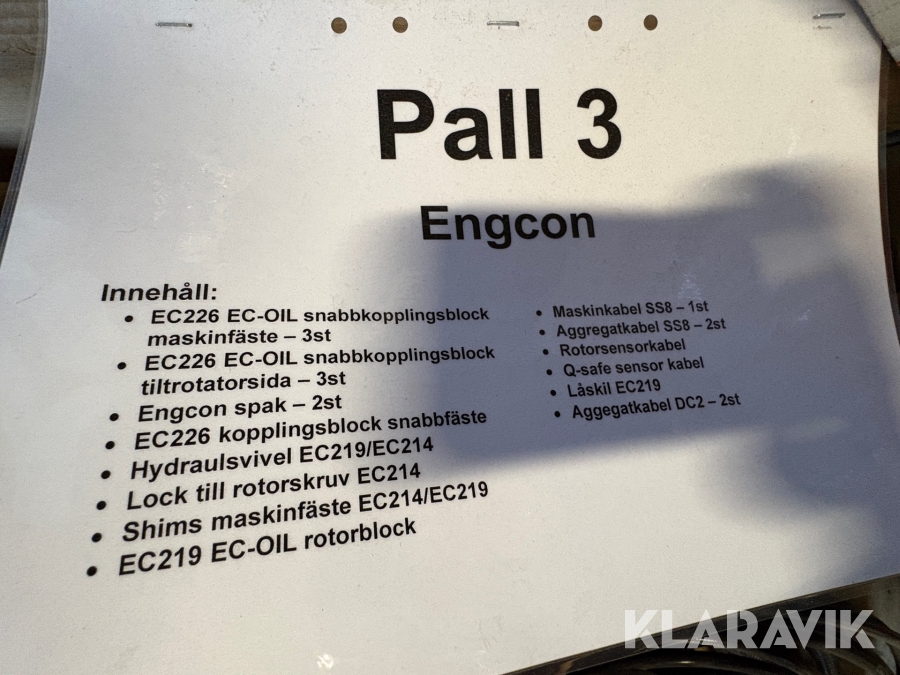 Pall 3
Engcon
Innehåll:
• EC226 EC-OIL snabbkopplingsblock
maskinfäste – 3st
• EC226 EC-OIL snabbkopplingsblock
tiltrotatorsida – 3st
• Engcon spak – 2st
• EC226 kopplingsblock snabbfäste
• Hydraulsvivel EC219/EC214
• Lock till rotorskruv EC214
• Shims maskinfäste EC214/EC219
• EC219 EC-OIL rotorblock
• Maskinkabel SS8 – 1st
• Aggregatkabel SS8 – 2st
• Rotorsensorkabel
• Q-safe sensor kabel
• Låskil EC219
• Aggegatkabel DC2 – 2st
KLARAVIK